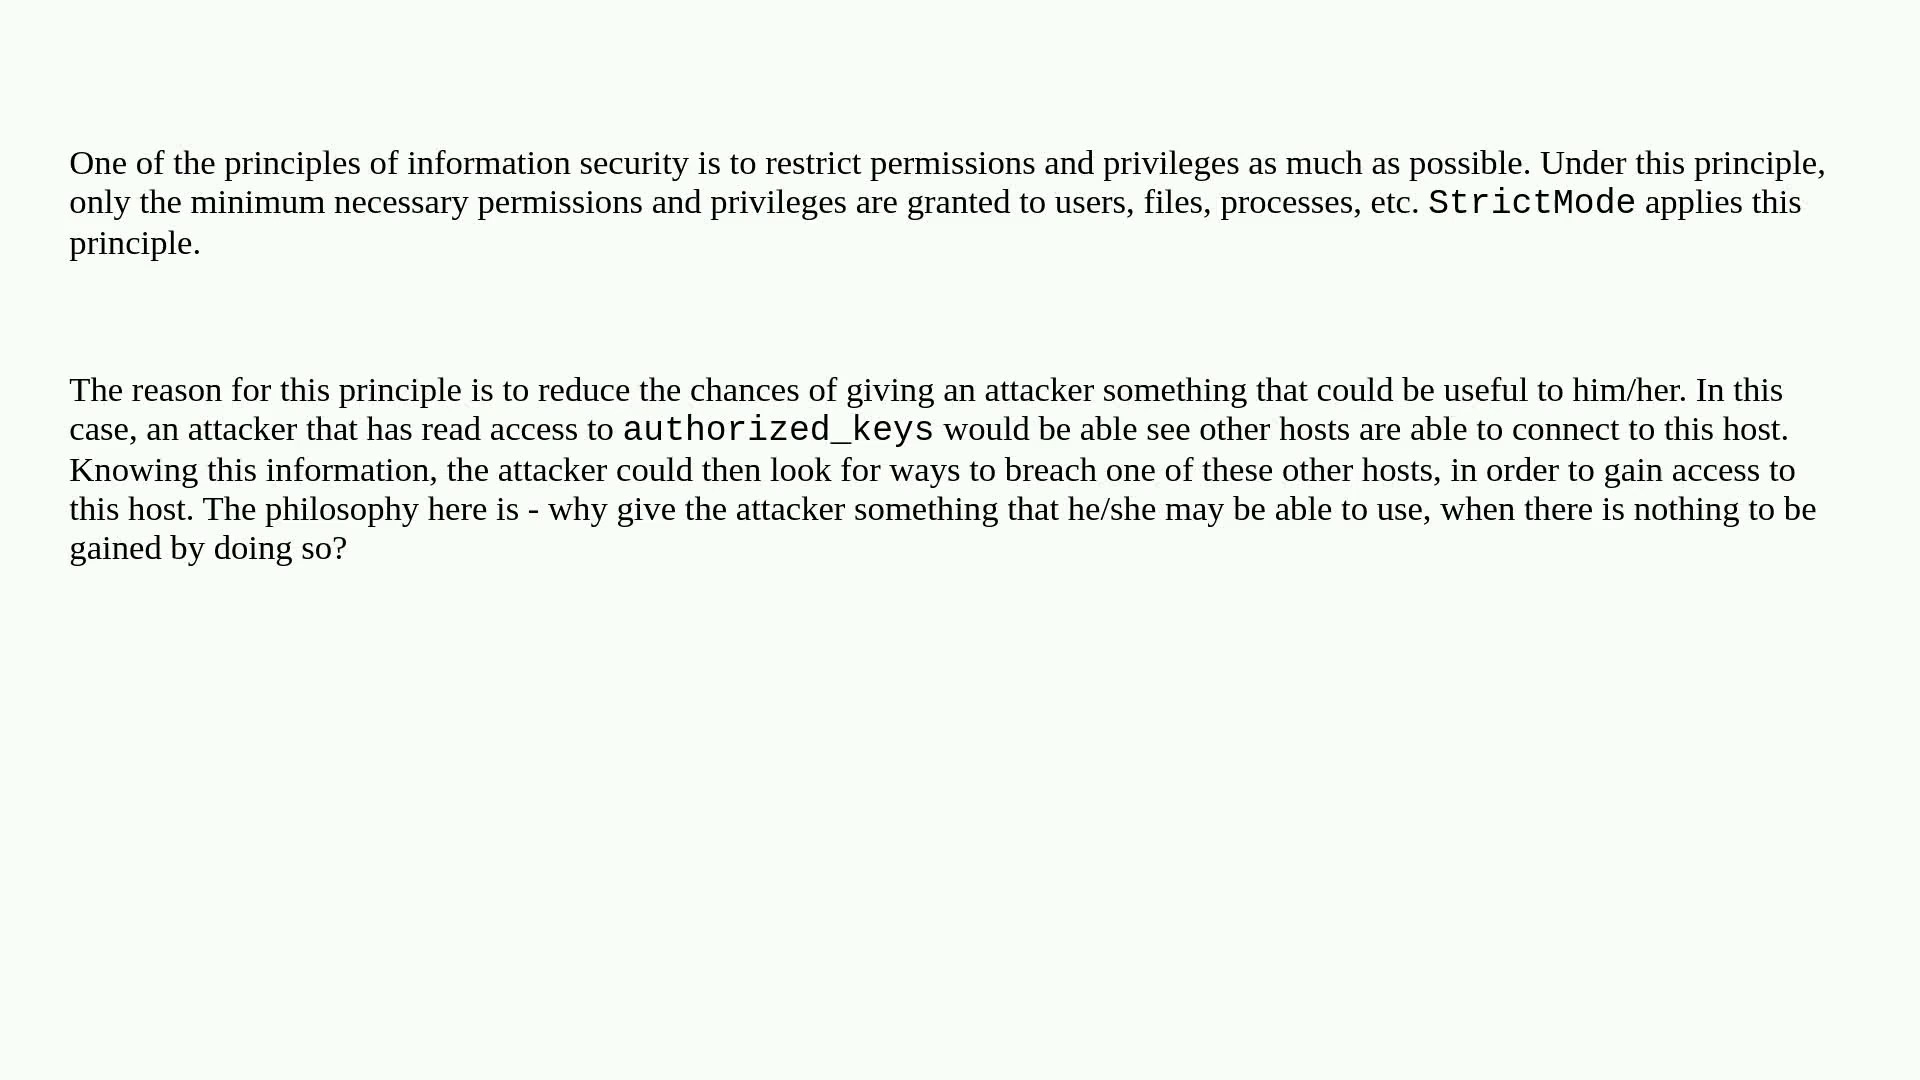 One of the principles of information security is to restrict permissions and privileges as much as possible. Under this principle,
only the minimum necessary permissions and privileges are granted to users, files, processes, etc. StrictMode applies this
principle.
The reason for this principle is to reduce the chances of giving an attacker something that could be useful to him/her. In this
case, an attacker that has read access to authorized_keys would be able see other hosts are able to connect to this host.
Knowing this information, the attacker could then look for ways to breach one of these other hosts, in order to gain access to
this host. The philosophy here is - why give the attacker something that he/she may be able to use, when there is nothing to be
gained by doing so?